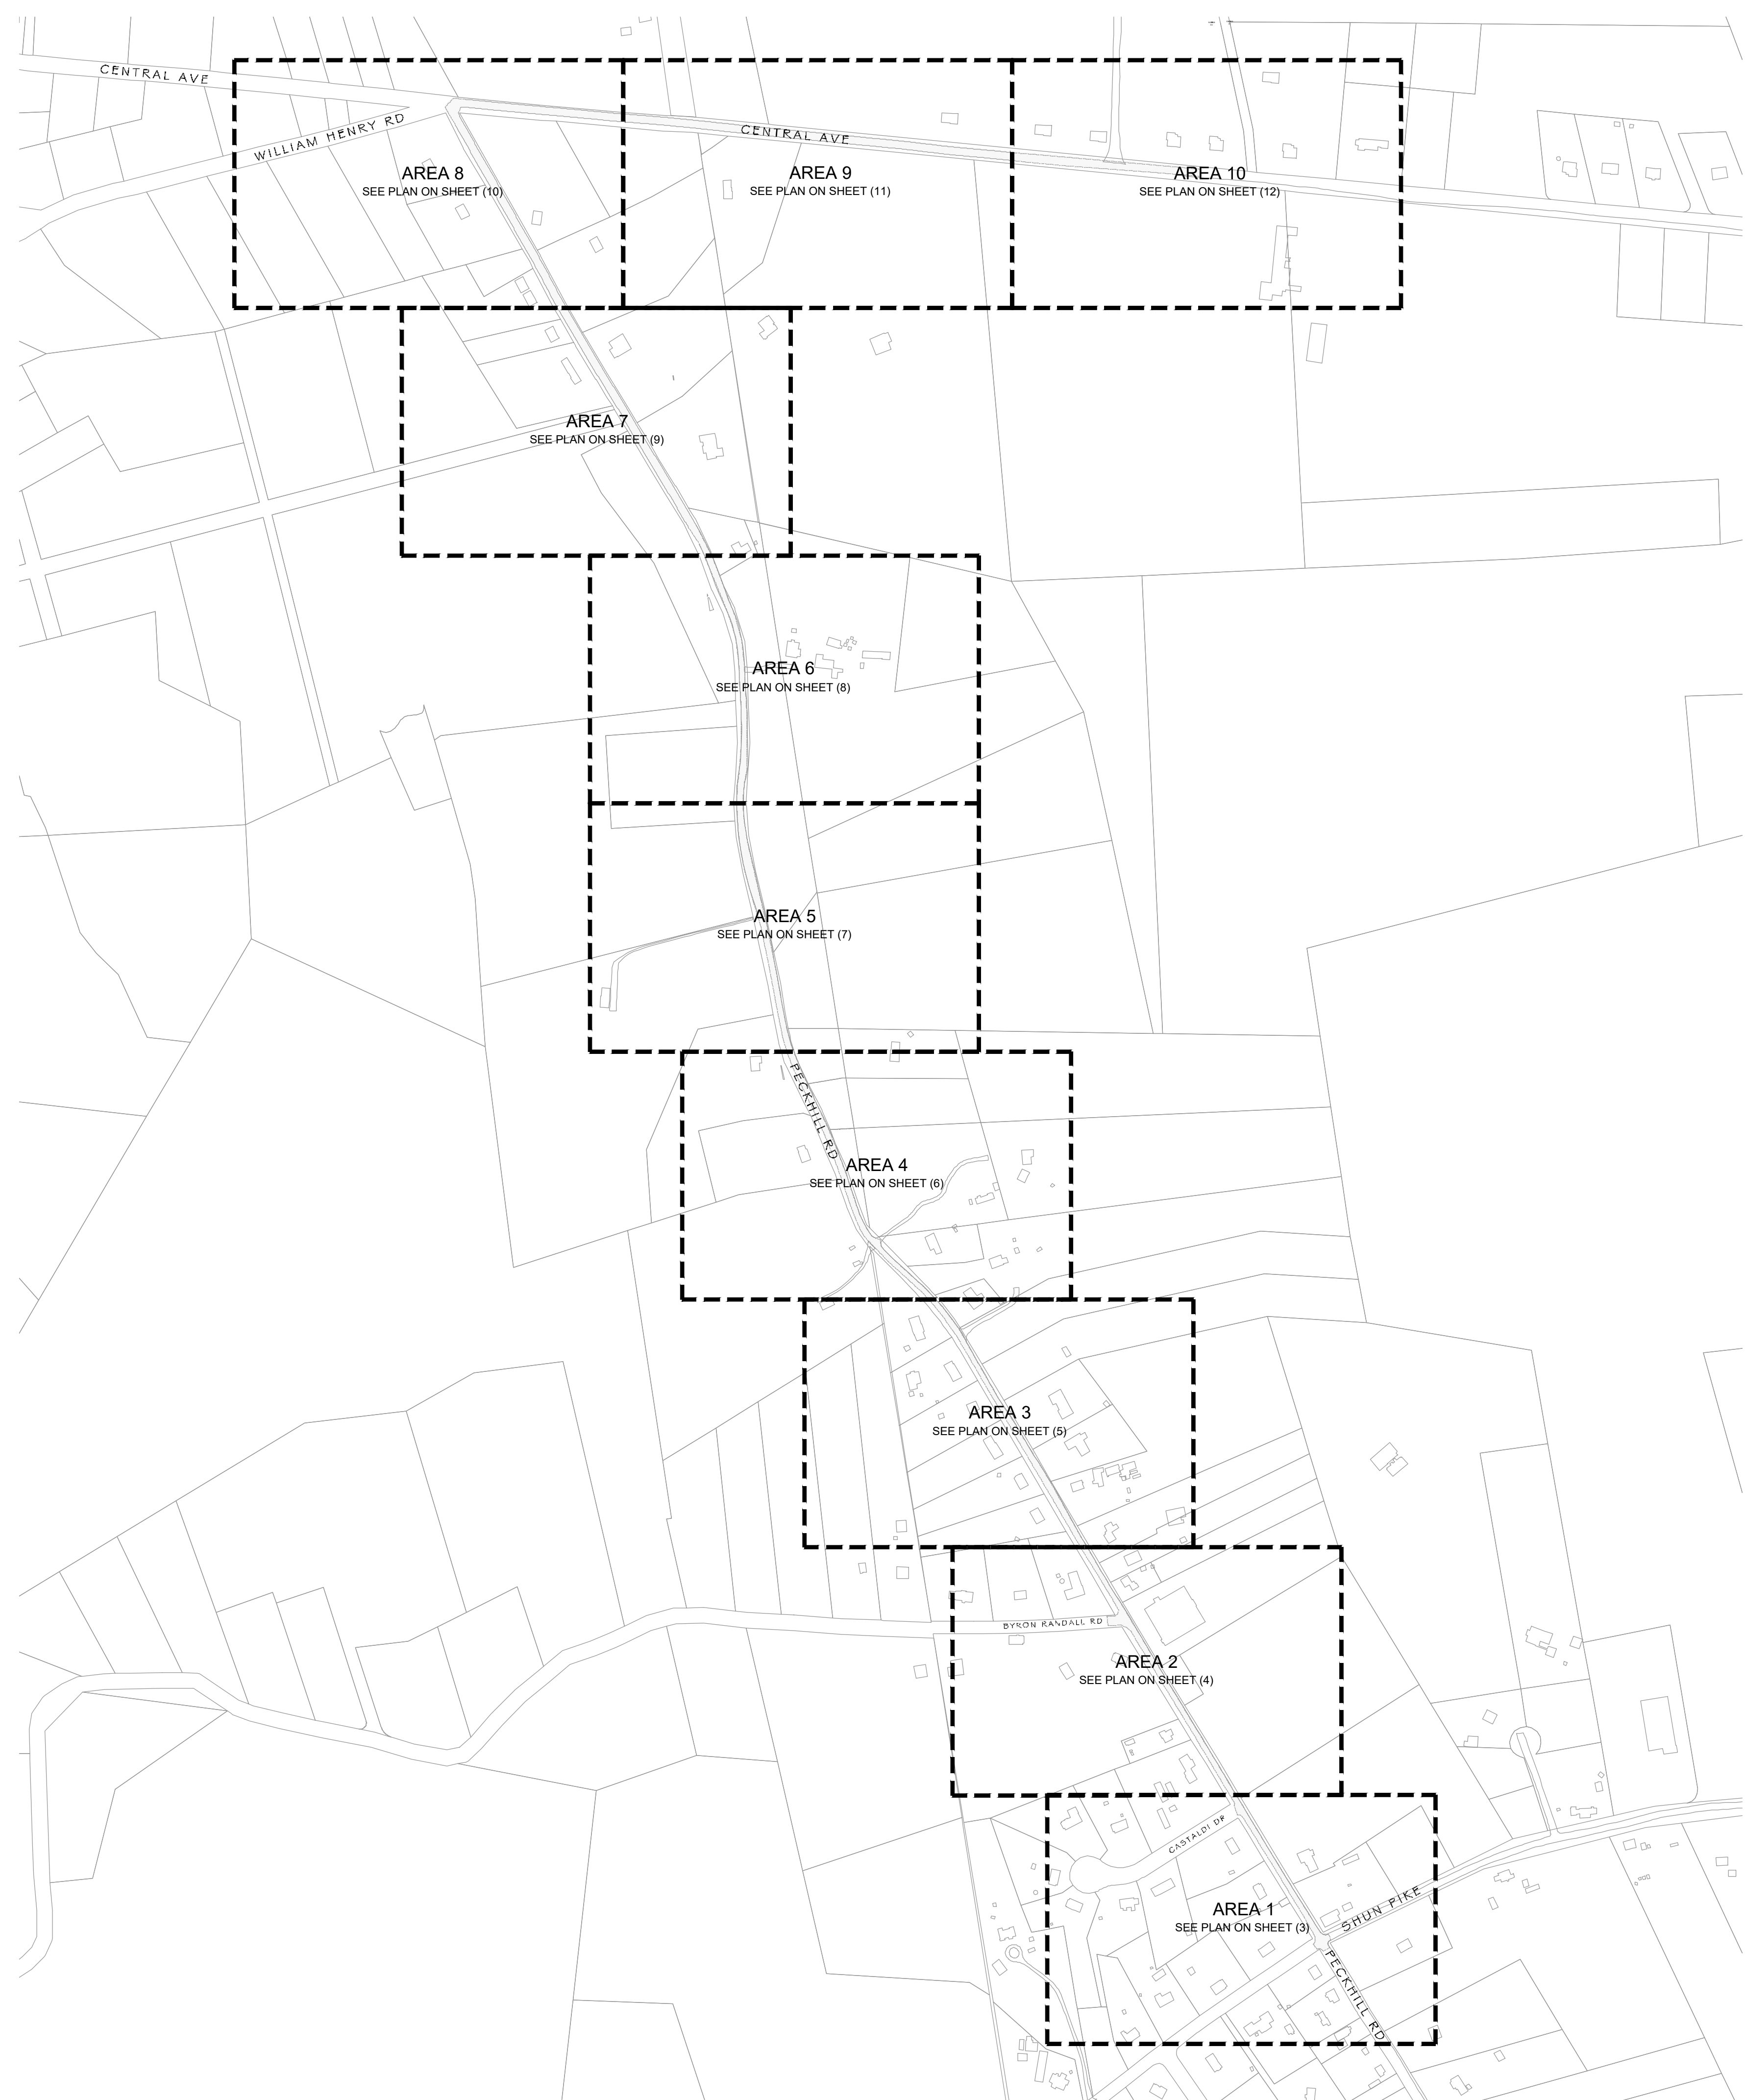 CENTRAL AVE
WILLIAM HENRY RD
CENTRAL AVE
AREA 8
SEE PLAN ON SHEET (10)
AREA 9
SEE PLAN ON SHEET (11)
AREA 10
SEE PLAN ON SHEET (12)
AREA 7
SEE PLAN ON SHEET (9)
AREA 6
SEE PLAN ON SHEET (8)
AREA 5
SEE PLAN ON SHEET (7)
PECKHILL RD
AREA 4
SEE PLAN ON SHEET (6)
AREA 3
SEE PLAN ON SHEET (5)
BYRON RANDALL RD
AREA 2
SEE PLAN ON SHEET (4)
CASTALDI DR
AREA 1
SEE PLAN ON SHEET (3)
SHUN PIKE
PECKHILL RD